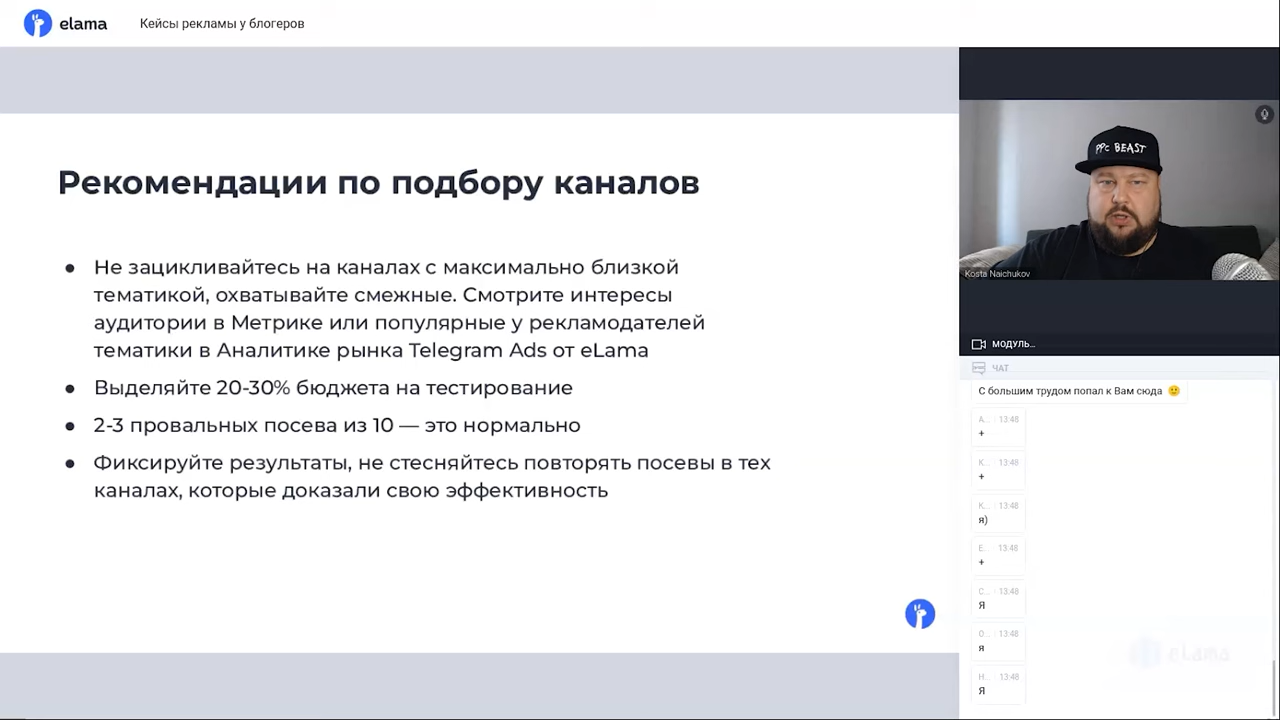 elama
Кейсы рекламы у блогеров
Рекомендации по подбору каналов
● Не зацикливайтесь на каналах с максимально близкой
тематикой, охватывайте смежные. Смотрите интересы
аудитории в Метрике или популярные у рекламодателей
тематики в Аналитике рынка Telegram Ads от eLama
● Выделяйте 20-30% бюджета на тестирование
● 2-3 провальных посева из 10 — это нормально
● Фиксируйте результаты, не стесняйтесь повторять посевы в тех
каналах, которые доказали свою эффективность
PPC BEAST
Kosta Naichukov
МОДУЛЬ...
ЧАТ
С большим трудом попал к Вам сюда 🙂
А... 13:48
+
К... 13:48
+
К... 13:48
я)
Е... 13:48
+
С... 13:48
Я
О... 13:48
я
Н... 13:48
Я
eLama